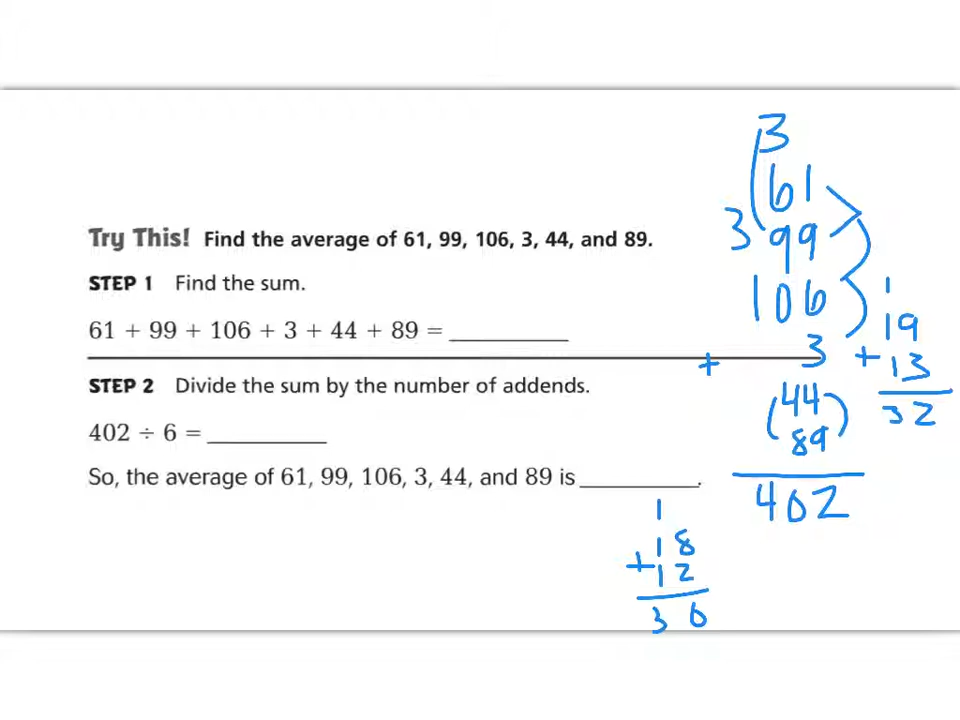 Try This! Find the average of 61, 99, 106, 3, 44, and 89.
STEP 1 Find the sum.
61 + 99 + 106 + 3 + 44 + 89 = ________
STEP 2 Divide the sum by the number of addends.
402 ÷ 6 = ________
So, the average of 61, 99, 106, 3, 44, and 89 is ________.
3
61
3 99
106
+ 3
(44
89)
402
1
19
+ 13
32
1
18
+ 12
30